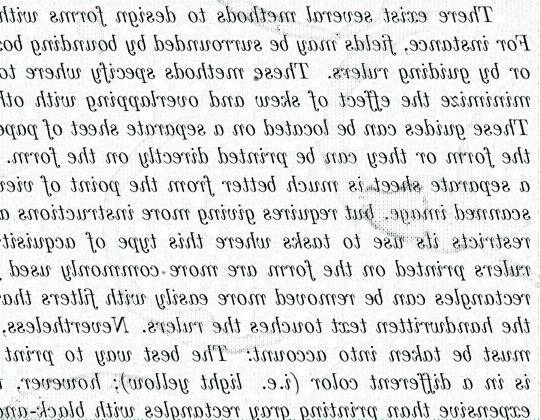 There exist several methods to design forms with
For instance, fields may be surrounded by bounding bo
or by guiding rulers. These methods specify where to
minimize the effect of skew and overlapping with oth
These guides can be located on a separate sheet of pape
the form or they can be printed directly on the form.
a separate sheet is much better from the point of view
scanned image, but requires giving more instructions a
restricts its use to tasks where this type of acquisiti
rulers printed on the form are more commonly used
rectangles can be removed more easily with filters tha
the handwritten text touches the rulers. Nevertheless,
must be taken into account: The best way to print
is in a different color (i.e. light yellow); however,
expensive than printing gray rectangles with black-and